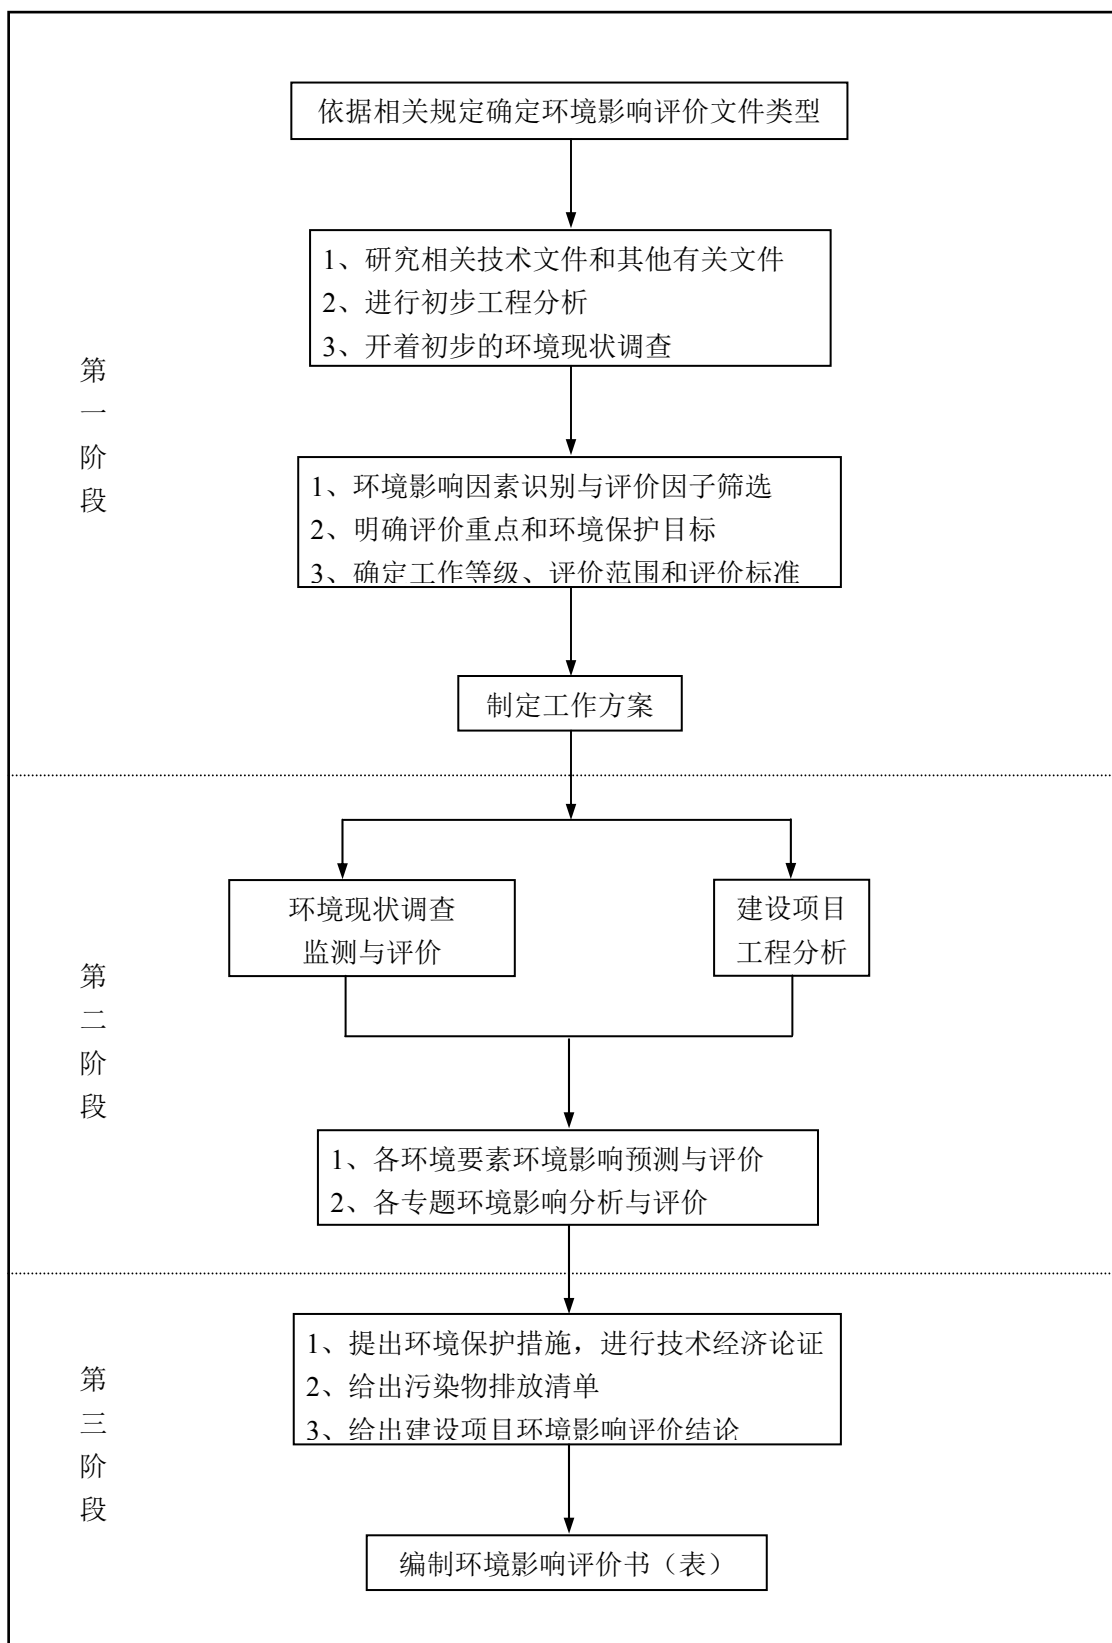 依据相关规定确定环境影响评价文件类型
1、研究相关技术文件和其他有关文件
2、进行初步工程分析
3、开着初步的环境现状调查
第一阶段
1、环境影响因素识别与评价因子筛选
2、明确评价重点和环境保护目标
3、确定工作等级、评价范围和评价标准
制定工作方案
环境现状调查
监测与评价
建设项目
工程分析
第二阶段
1、各环境要素环境影响预测与评价
2、各专题环境影响分析与评价
第三阶段
1、提出环境保护措施，进行技术经济论证
2、给出污染物排放清单
3、给出建设项目环境影响评价结论
编制环境影响评价书（表）